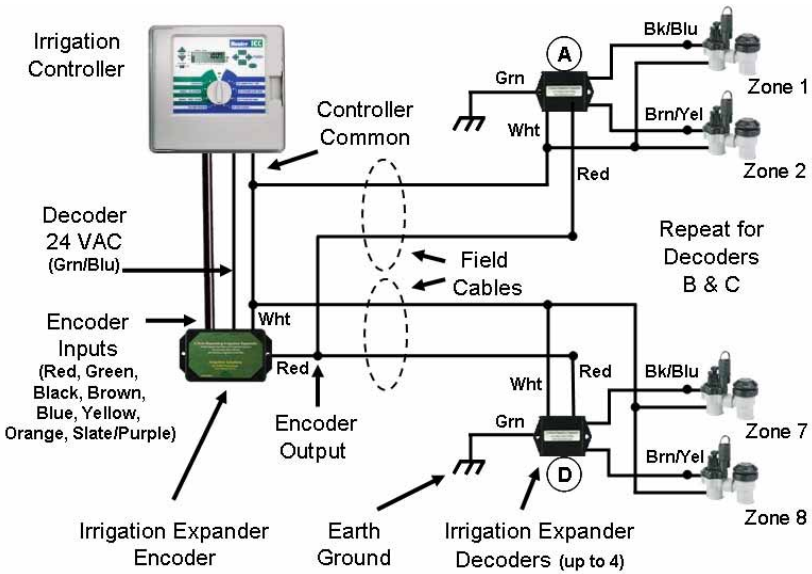 Irrigation
Controller
Hunter ICC
Controller
Common
Decoder
24 VAC
(Grn/Blu)
Encoder
Inputs
(Red, Green,
Black, Brown,
Blue, Yellow,
Orange, Slate/Purple)
Wht
Red
Encoder
Output
Field
Cables
A
Grn
Wht
Red
Bk/Blu
Zone 1
Brn/Yel
Zone 2
Repeat for
Decoders
B & C
Wht
Red
Grn
D
Bk/Blu
Zone 7
Brn/Yel
Zone 8
Irrigation Expander
Encoder
Earth
Ground
Irrigation Expander
Decoders (up to 4)